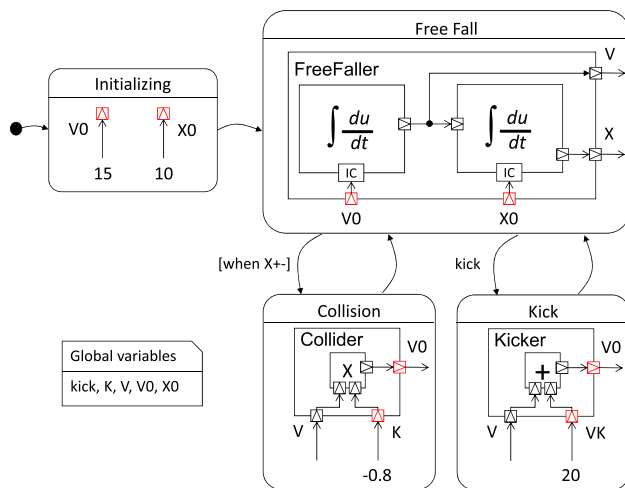 Free Fall
V
FreeFaller
Initializing
V0
X0
15
10
∫ du/dt
∫ du/dt
X
IC
IC
V0
X0
[when X+-]
kick
Collision
Collider
V0
X
V
K
-0.8
Kick
Kicker
V0
+
V
VK
20
Global variables
kick, K, V, V0, X0